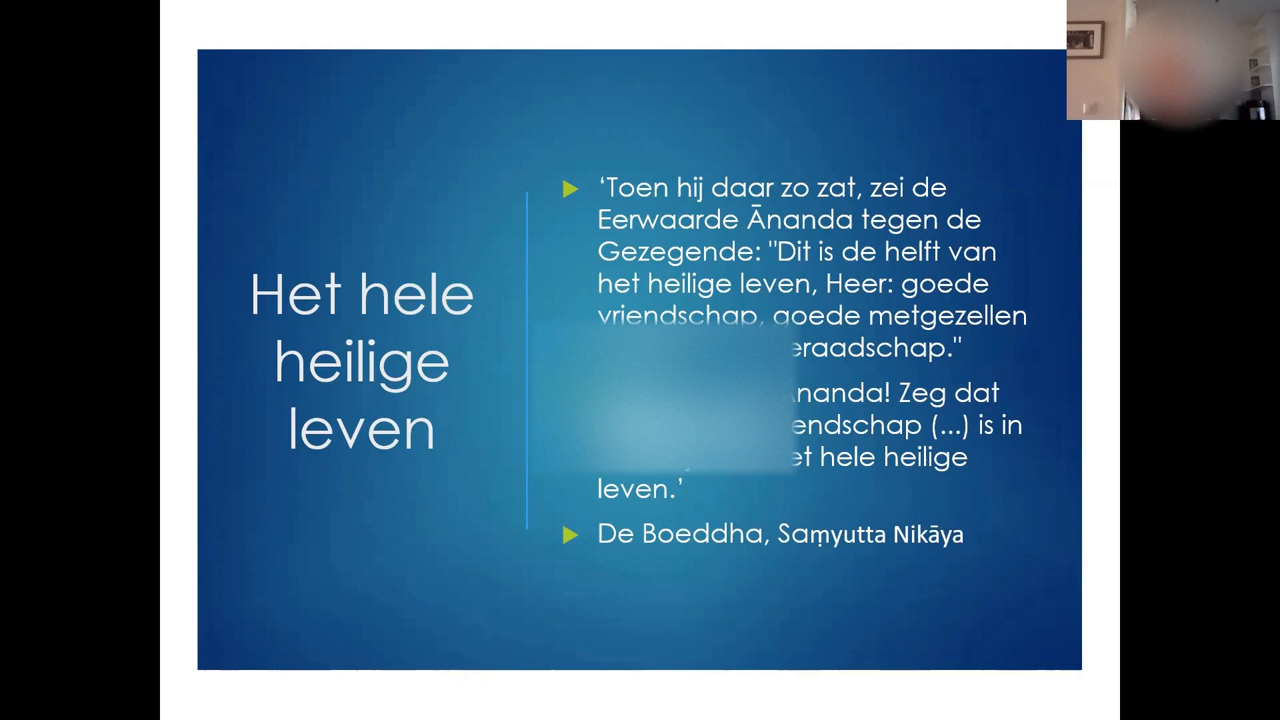 Het hele
heilige
leven
‘Toen hij daar zo zat, zei de
Eerwaarde Ānanda tegen de
Gezegende: "Dit is de helft van
het heilige leven, Heer: goede
vriendschap, goede metgezellen
eraadschap."
nanda! Zeg dat
endschap (...) is in
et hele heilige
leven.’
De Boeddha, Saṃyutta Nikāya